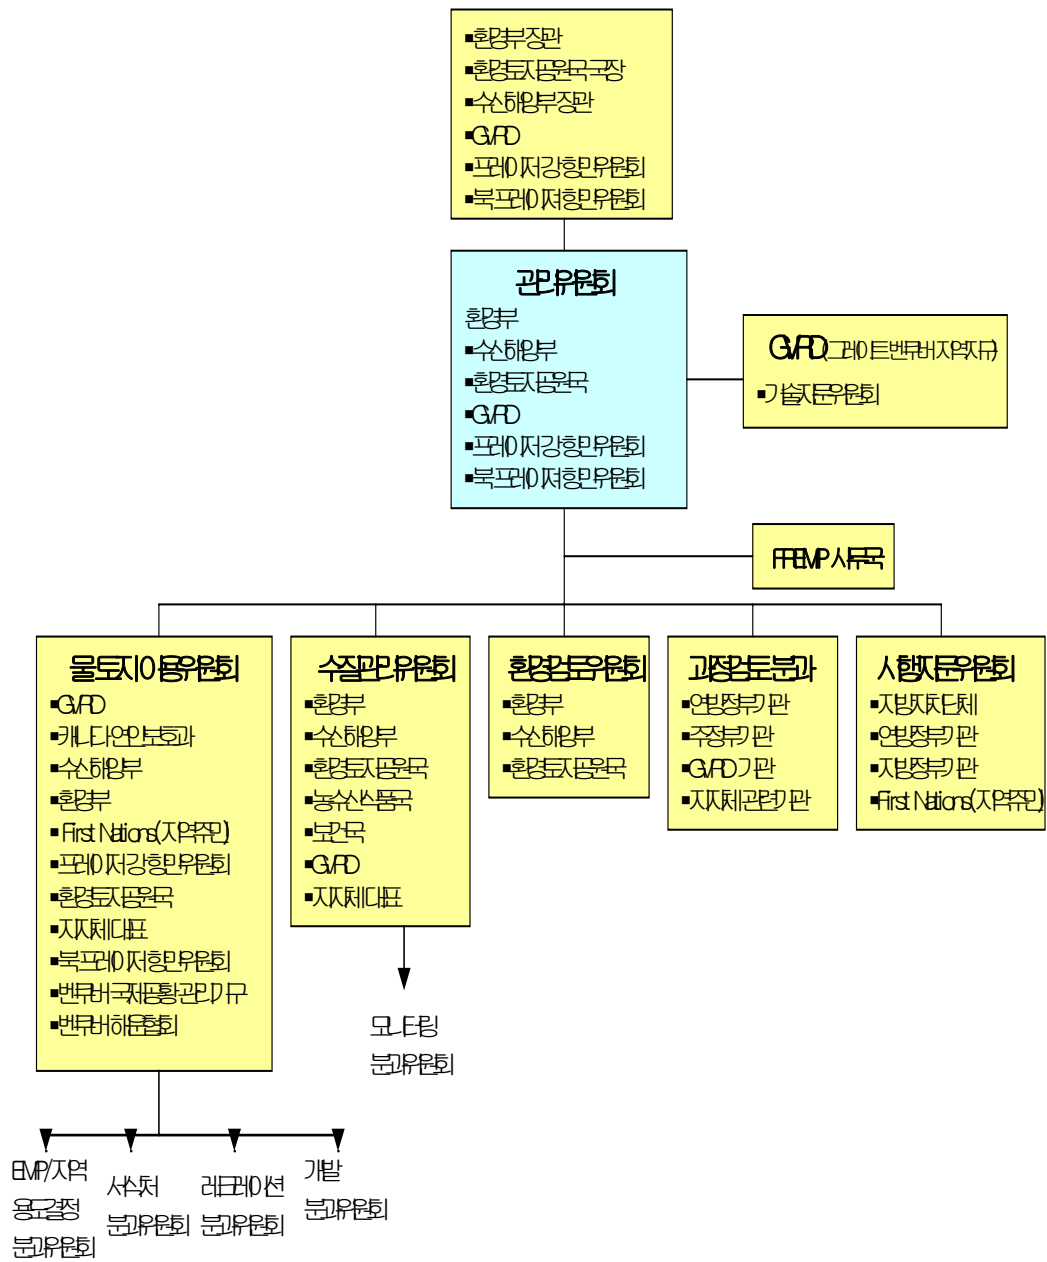 ▪환경부장관
▪환경토지공원국국장
▪수산해양부장관
▪GVRD
▪프레이저강항만위원회
▪북프레이져항만위원회
관리위원회
환경부
▪수산해양부
▪환경토지공원국
▪GVRD
▪프레이저강항만위원회
▪북프레이져항만위원회
GVRD(그레이트벤쿠버지역지규)
▪기술자문위원회
FREMP 사무국
물토지이용위원회
▪GVRD
▪캐나다연안보호과
▪수산해양부
▪환경부
▪First Nations(지역주민)
▪프레이저강항만위원회
▪환경토지공원국
▪지자체대표
▪북프레이저항만위원회
▪벤쿠버국제공황관리기구
▪벤쿠버해운협회
수질관리위원회
▪환경부
▪수산해양부
▪환경토지공원국
▪농수산식품국
▪보건국
▪GVRD
▪지자체대표
환경검토위원회
▪환경부
▪수산해양부
▪환경토지공원국
과정검토분과
▪연방정부기관
▪주정부기관
▪GVRD기관
▪지자체관련기관
시행자문위원회
▪지방자치단체
▪연방정부기관
▪지방정부기관
▪First Nations(지역주민)
모니터링
분과위원회
EMP/지역
용도결정
분과위원회
서식처
분과위원회
레크레이션
분과위원회
개발
분과위원회